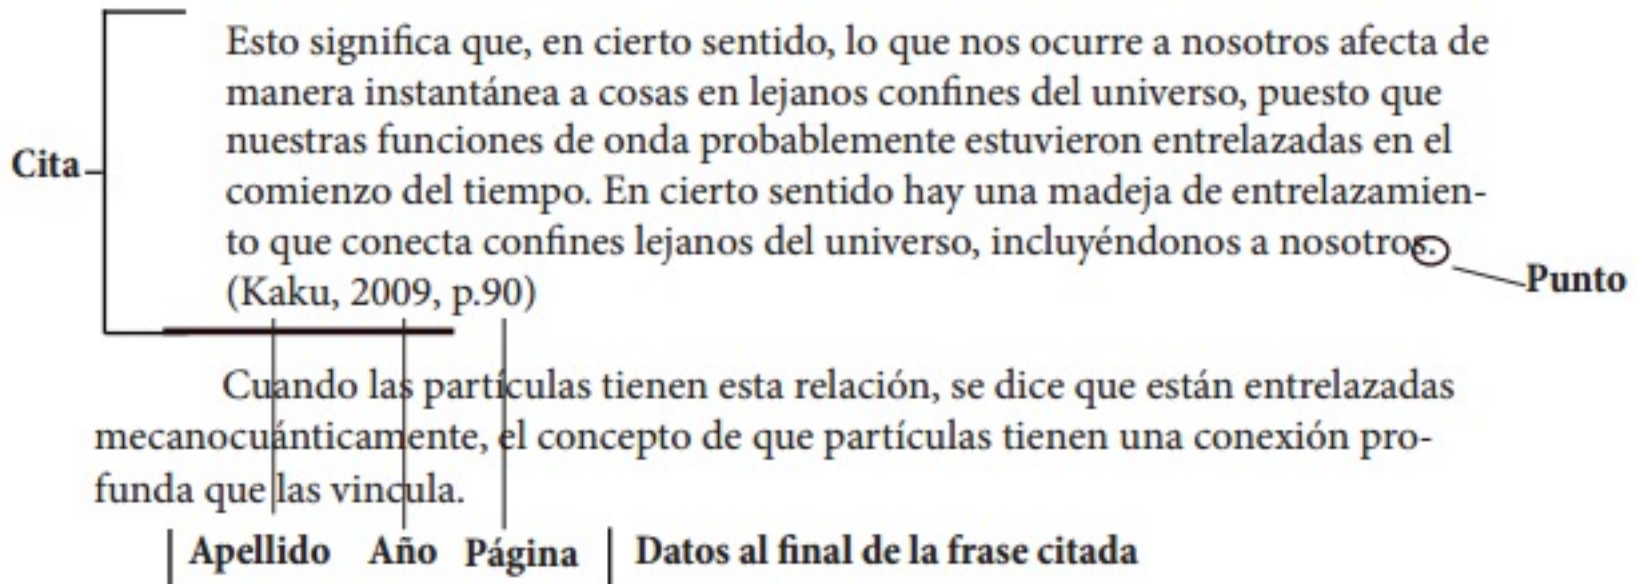 Esto significa que, en cierto sentido, lo que nos ocurre a nosotros afecta de
manera instantánea a cosas en lejanos confines del universo, puesto que
nuestras funciones de onda probablemente estuvieron entrelazadas en el
Cita
comienzo del tiempo. En cierto sentido hay una madeja de entrelazamien-
to que conecta confines lejanos del universo, incluyéndonos a nosotros.
Punto
(Kaku, 2009, p.90)
Cuando las partículas tienen esta relación, se dice que están entrelazadas
mecanocuánticamente, el concepto de que partículas tienen una conexión pro-
funda que las vincula.
Apellido Año Página Datos al final de la frase citada